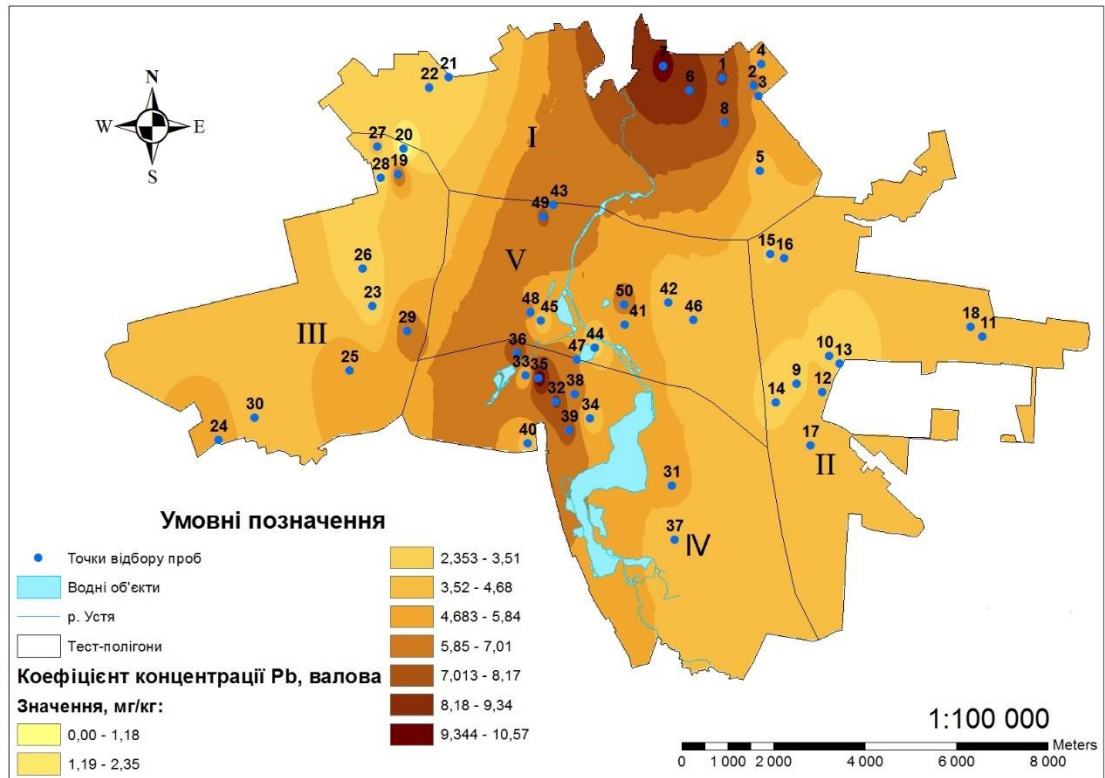 N
W E
S
21
22
7
6
1
4
2
3
8
27
20
28
19
I
5
49
43
26
V
15
16
23
29
III
48
45
50
41
42
46
18
11
25
36
47
44
10
13
33
35
9
12
32
38
14
30
34
24
39
40
17
II
31
37
IV
Умовні позначення
Точки відбору проб
Водні об'єкти
р. Устя
Тест-полігони
Коефіцієнт концентрації Pb, валова
Значення, мг/кг:
0,00 - 1,18
1,19 - 2,35
2,353 - 3,51
3,52 - 4,68
4,683 - 5,84
5,85 - 7,01
7,013 - 8,17
8,18 - 9,34
9,344 - 10,57
1:100 000
Meters
0 1 000 2 000 4 000 6 000 8 000